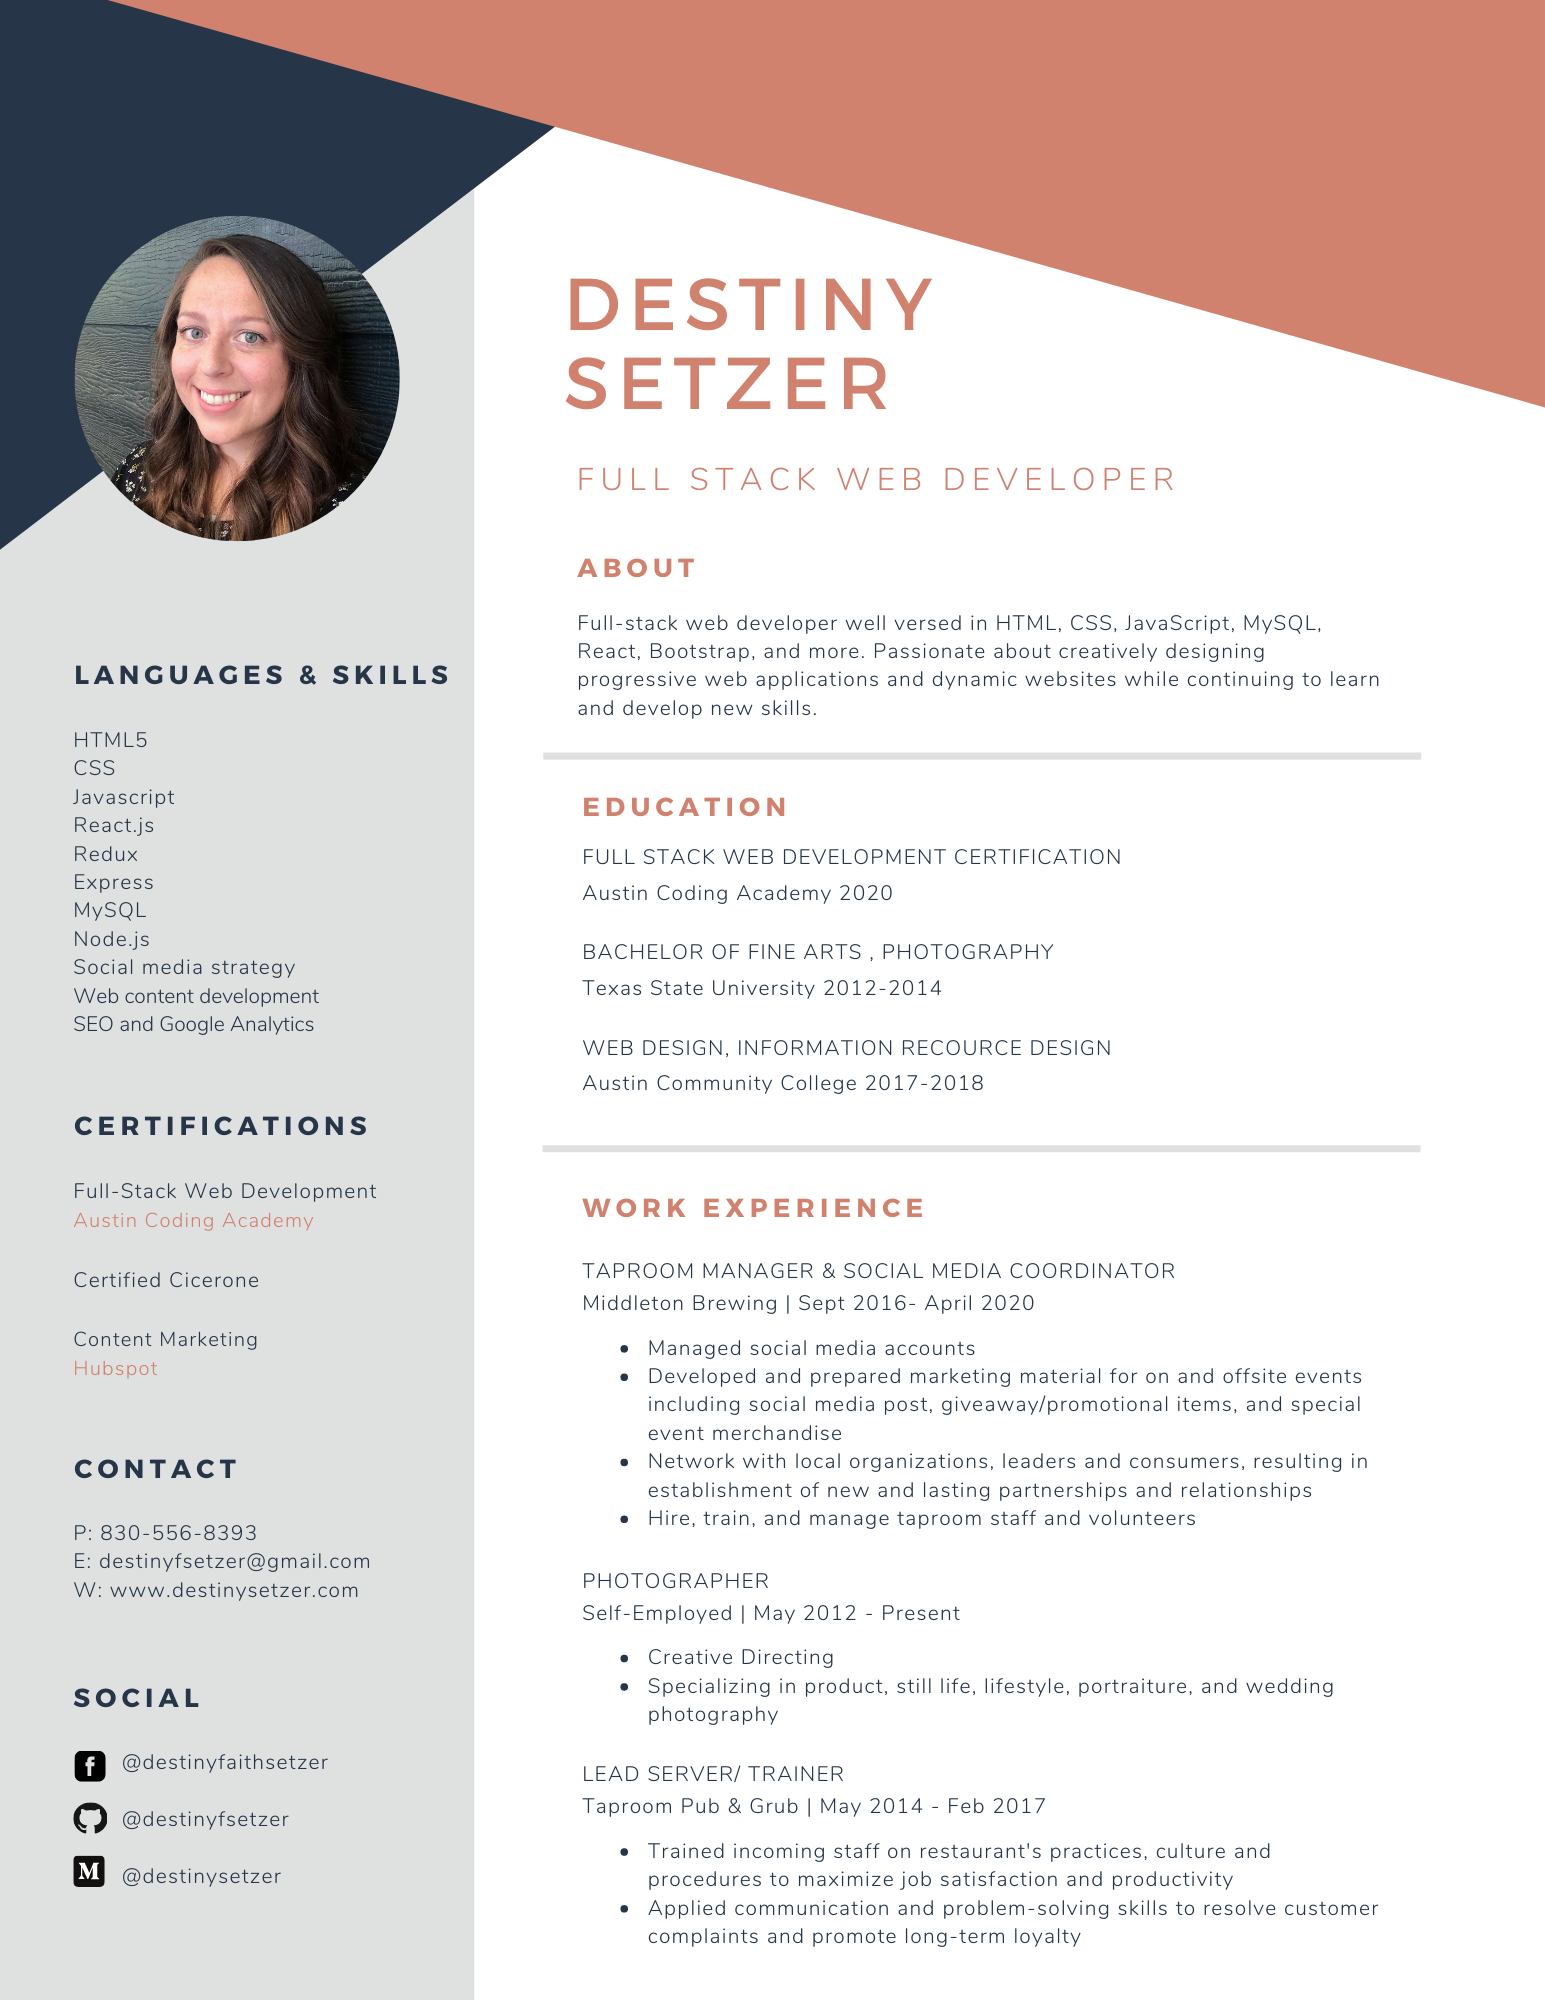 DESTINY
SETZER
FULL STACK WEB DEVELOPER
ABOUT
Full-stack web developer well versed in HTML, CSS, JavaScript, MySQL,
React, Bootstrap, and more. Passionate about creatively designing
progressive web applications and dynamic websites while continuing to learn
and develop new skills.
EDUCATION
FULL STACK WEB DEVELOPMENT CERTIFICATION
Austin Coding Academy 2020
BACHELOR OF FINE ARTS , PHOTOGRAPHY
Texas State University 2012-2014
WEB DESIGN, INFORMATION RECOURCE DESIGN
Austin Community College 2017-2018
WORK EXPERIENCE
TAPROOM MANAGER & SOCIAL MEDIA COORDINATOR
Middleton Brewing | Sept 2016- April 2020
• Managed social media accounts
• Developed and prepared marketing material for on and offsite events
including social media post, giveaway/promotional items, and special
event merchandise
• Network with local organizations, leaders and consumers, resulting in
establishment of new and lasting partnerships and relationships
• Hire, train, and manage taproom staff and volunteers
PHOTOGRAPHER
Self-Employed | May 2012 - Present
• Creative Directing
• Specializing in product, still life, lifestyle, portraiture, and wedding
photography
LEAD SERVER/ TRAINER
Taproom Pub & Grub | May 2014 - Feb 2017
• Trained incoming staff on restaurant's practices, culture and
procedures to maximize job satisfaction and productivity
• Applied communication and problem-solving skills to resolve customer
complaints and promote long-term loyalty
LANGUAGES & SKILLS
HTML5
CSS
Javascript
React.js
Redux
Express
MySQL
Node.js
Social media strategy
Web content development
SEO and Google Analytics
CERTIFICATIONS
Full-Stack Web Development
Austin Coding Academy
Certified Cicerone
Content Marketing
Hubspot
CONTACT
P: 830-556-8393
E: destinyfsetzer@gmail.com
W: www.destinysetzer.com
SOCIAL
f @destinyfaithsetzer
@destinyfsetzer
M @destinysetzer